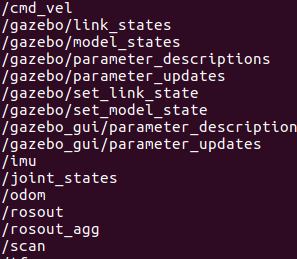 /cmd_vel
/gazebo/link_states
/gazebo/model_states
/gazebo/parameter_descriptions
/gazebo/parameter_updates
/gazebo/set_link_state
/gazebo/set_model_state
/gazebo_gui/parameter_description
/gazebo_gui/parameter_updates
/imu
/joint_states
/odom
/rosout
/rosout_agg
/scan